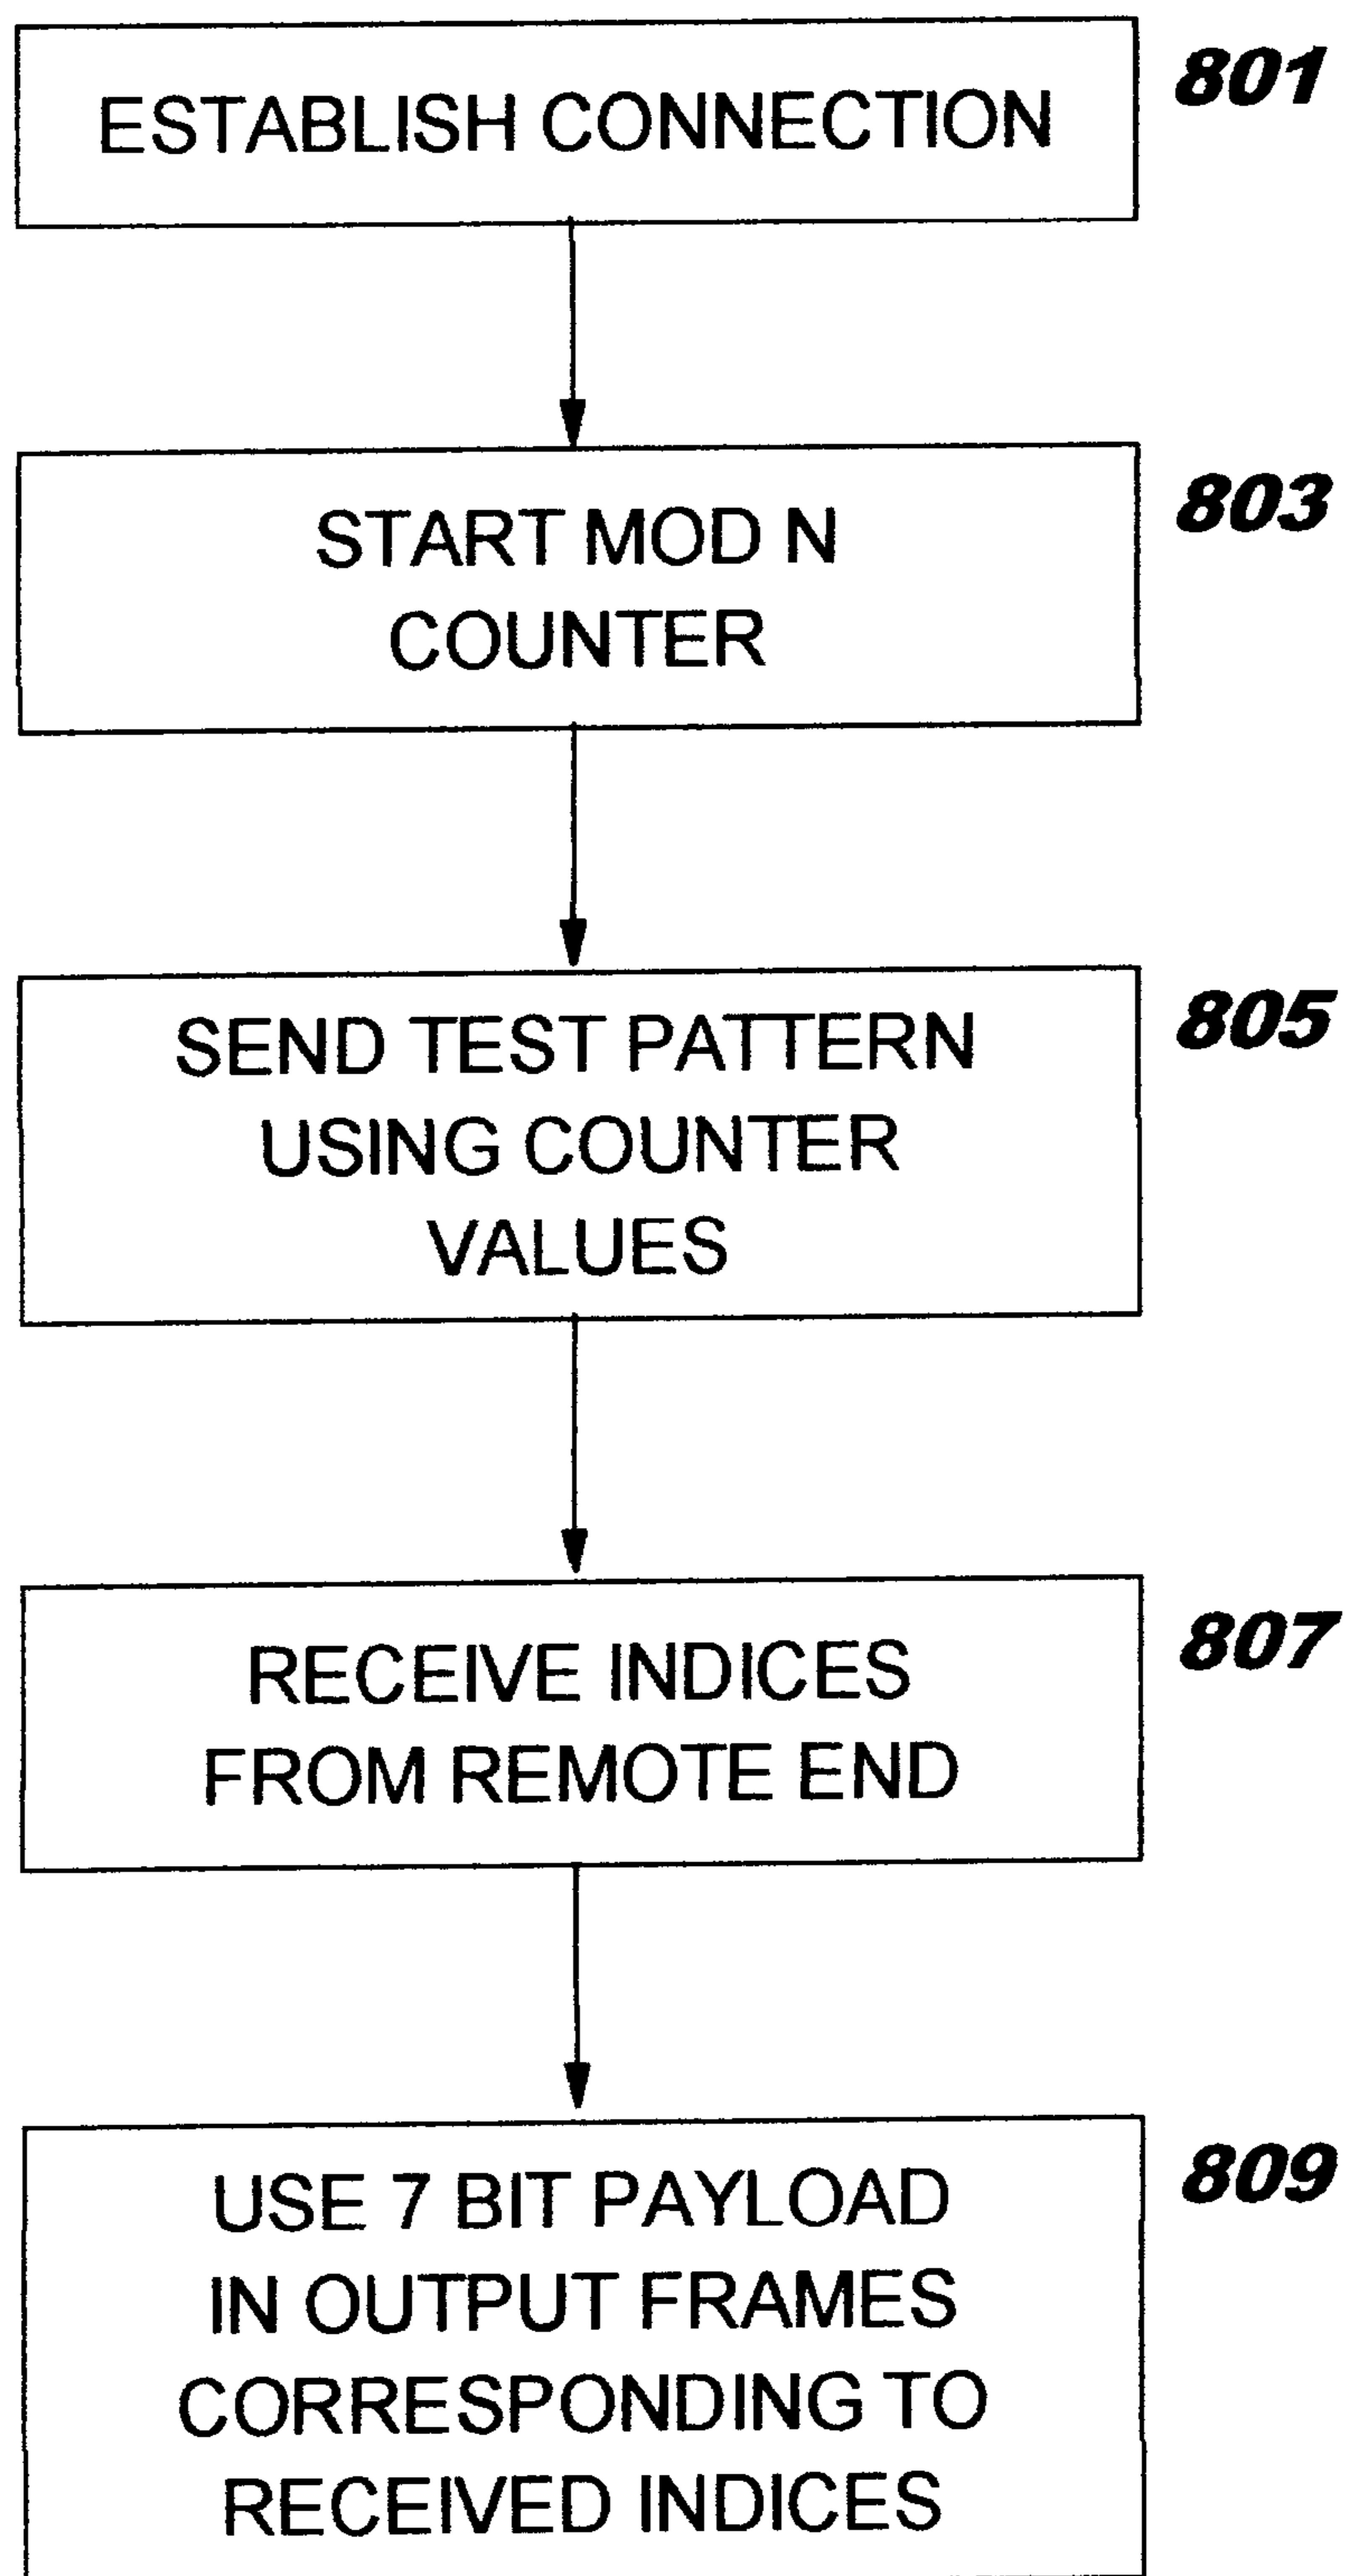 ESTABLISH CONNECTION
801
START MOD N
COUNTER
803
SEND TEST PATTERN
USING COUNTER
VALUES
805
RECEIVE INDICES
FROM REMOTE END
807
USE 7 BIT PAYLOAD
IN OUTPUT FRAMES
CORRESPONDING TO
RECEIVED INDICES
809